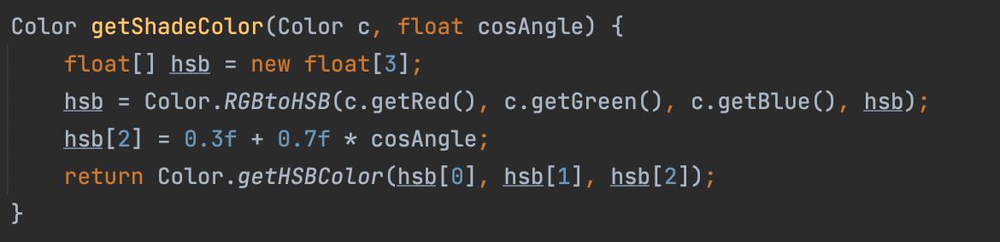 Color getShadeColor(Color c, float cosAngle) {
    float[] hsb = new float[3];
    hsb = Color.RGBtoHSB(c.getRed(), c.getGreen(), c.getBlue(), hsb);
    hsb[2] = 0.3f + 0.7f * cosAngle;
    return Color.getHSBColor(hsb[0], hsb[1], hsb[2]);
}